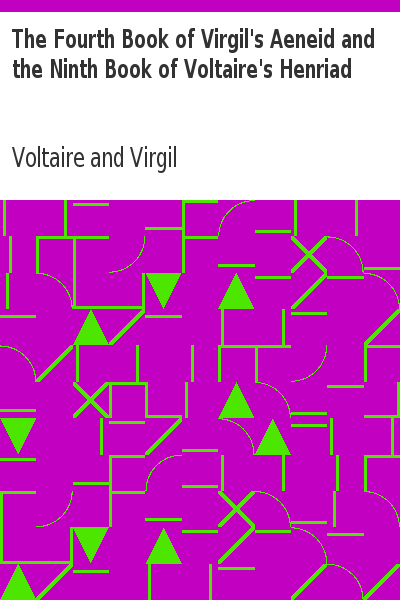 The Fourth Book of Virgil's Aeneid and
the Ninth Book of Voltaire's Henriad
Voltaire and Virgil